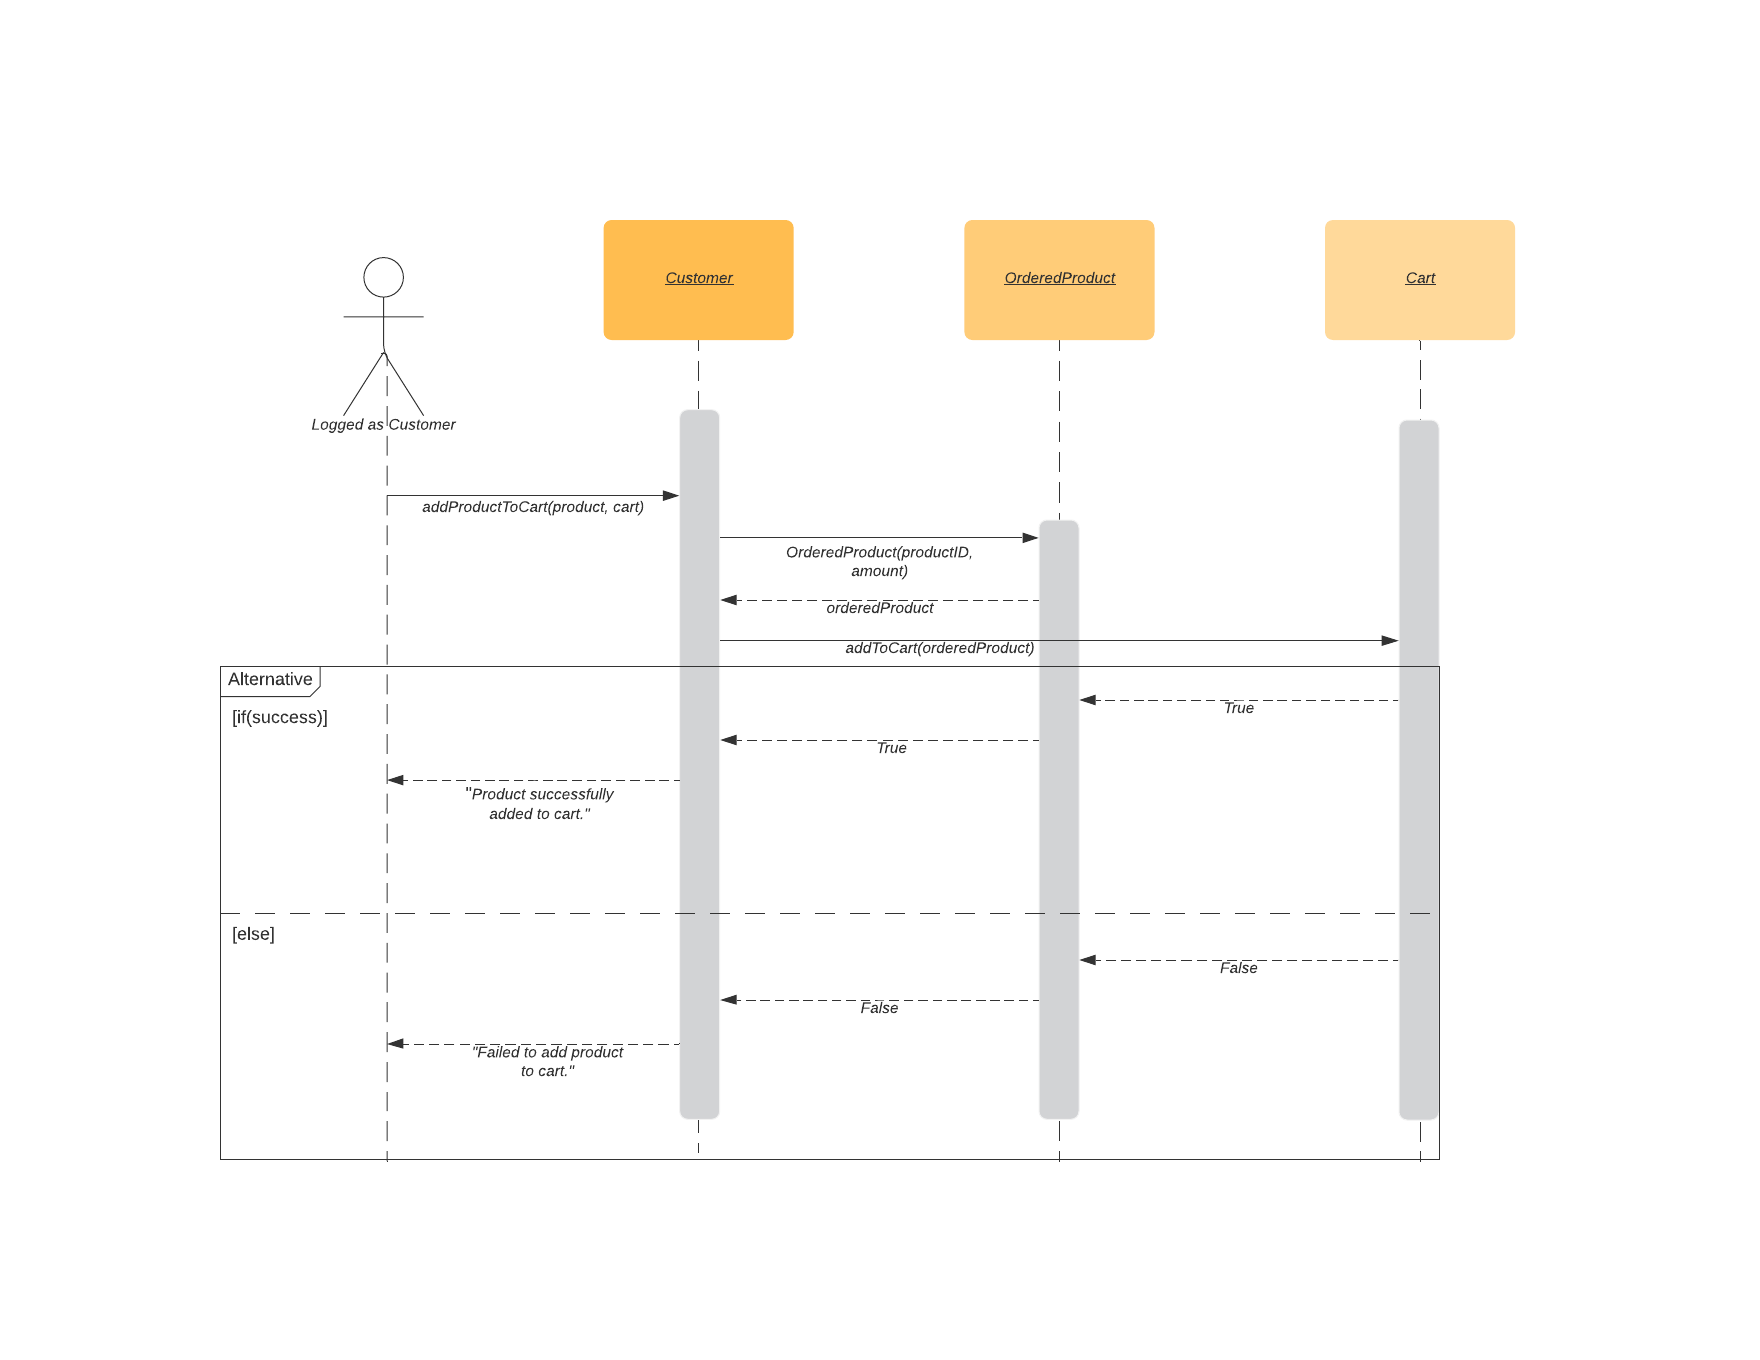 Customer
OrderedProduct
Cart
Logged as Customer
addProductToCart(product, cart)
OrderedProduct(productID,
amount)
orderedProduct
addToCart(orderedProduct)
Alternative
[if(success)]
True
True
"Product successfully
added to cart."
[else]
False
False
"Failed to add product
to cart."